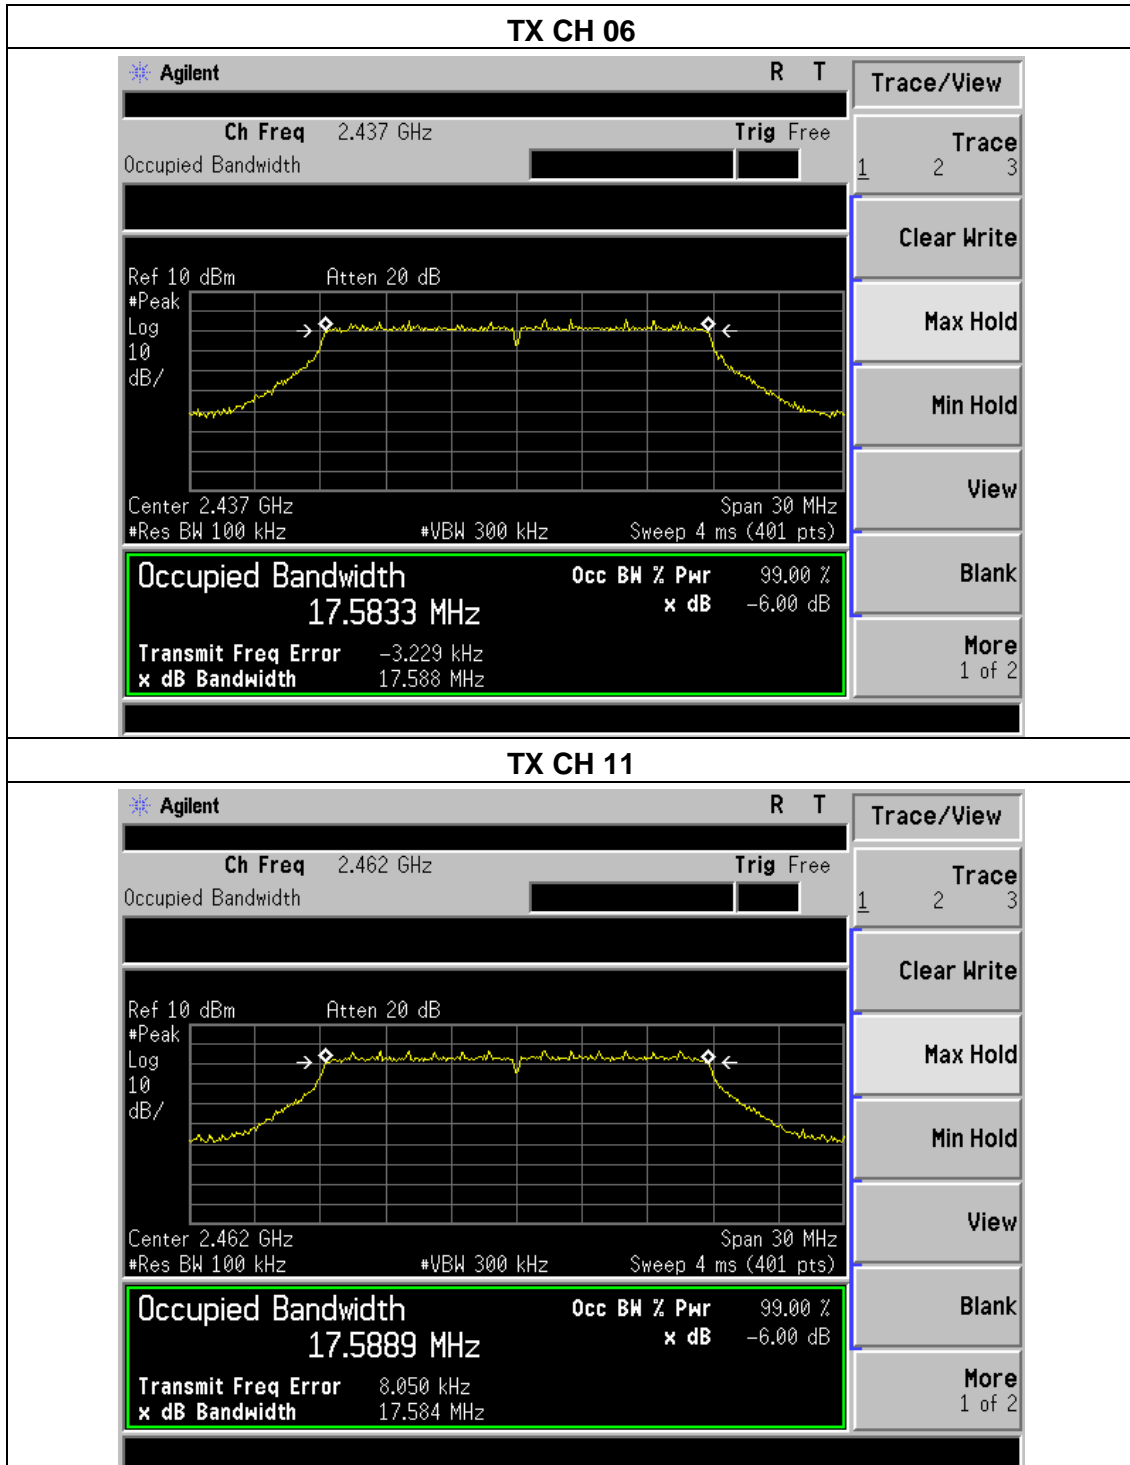 TX CH 06
Agilent R T
Trace/View
Ch Freq 2.437 GHz Trig Free
Occupied Bandwidth
Trace
1 2 3
Clear Write
Max Hold
Min Hold
View
Blank
More
1 of 2
Ref 10 dBm Atten 20 dB
#Peak
Log
10
dB/
Center 2.437 GHz Span 30 MHz
#Res BW 100 kHz #VBW 300 kHz Sweep 4 ms (401 pts)
Occupied Bandwidth Occ BW % Pwr 99.00 %
17.5833 MHz x dB -6.00 dB
Transmit Freq Error -3.229 kHz
x dB Bandwidth 17.588 MHz
TX CH 11
Agilent R T
Trace/View
Ch Freq 2.462 GHz Trig Free
Occupied Bandwidth
Trace
1 2 3
Clear Write
Max Hold
Min Hold
View
Blank
More
1 of 2
Ref 10 dBm Atten 20 dB
#Peak
Log
10
dB/
Center 2.462 GHz Span 30 MHz
#Res BW 100 kHz #VBW 300 kHz Sweep 4 ms (401 pts)
Occupied Bandwidth Occ BW % Pwr 99.00 %
17.5889 MHz x dB -6.00 dB
Transmit Freq Error 8.050 kHz
x dB Bandwidth 17.584 MHz